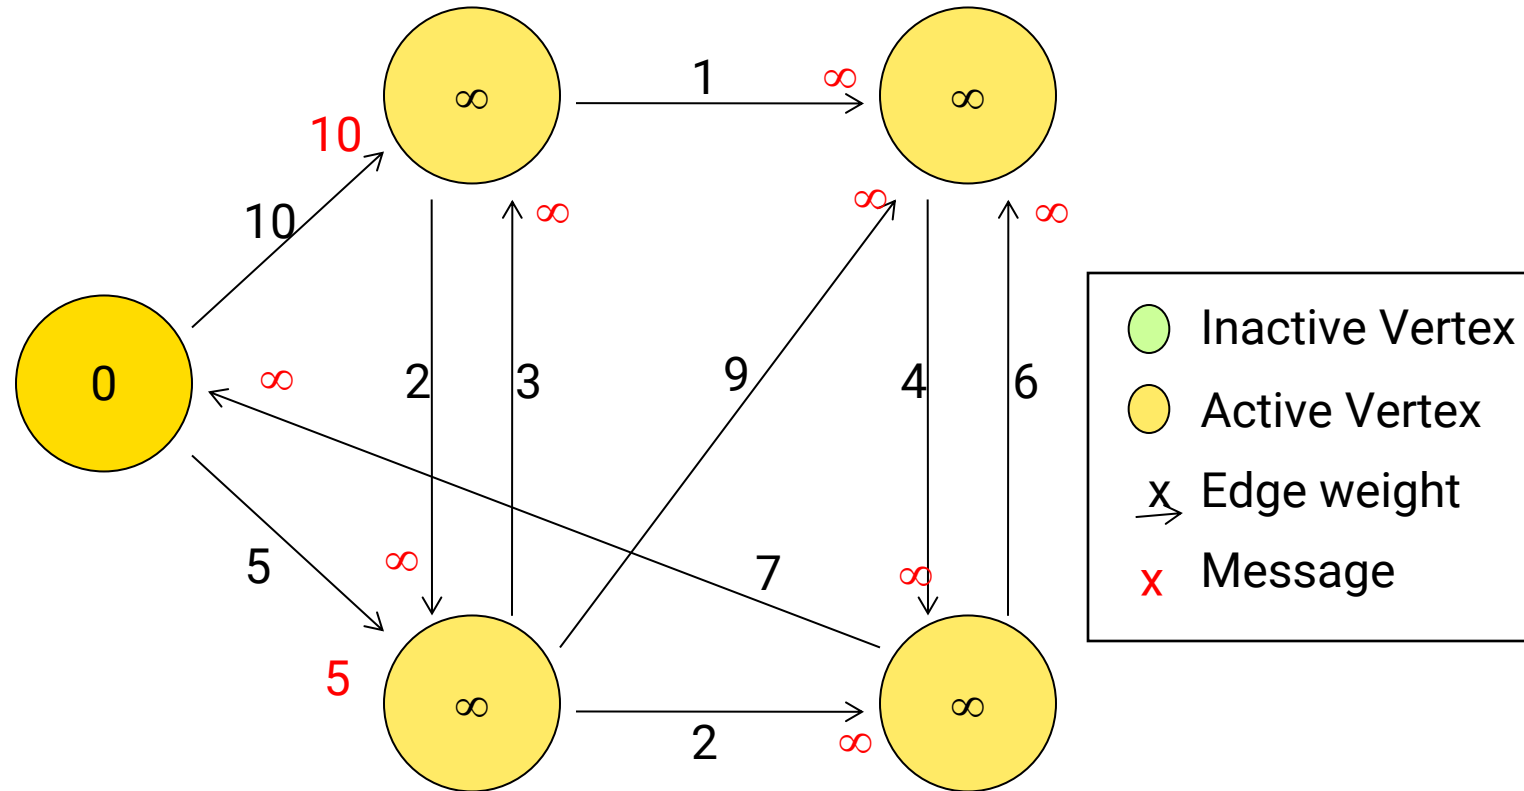 ∞ 1 ∞ ∞
10
∞ ∞ ∞
10
0 ∞ 2 3 9 4 6
5 ∞ 7 ∞
5 ∞ 2 ∞ ∞
Inactive Vertex
Active Vertex
x Edge weight
x Message